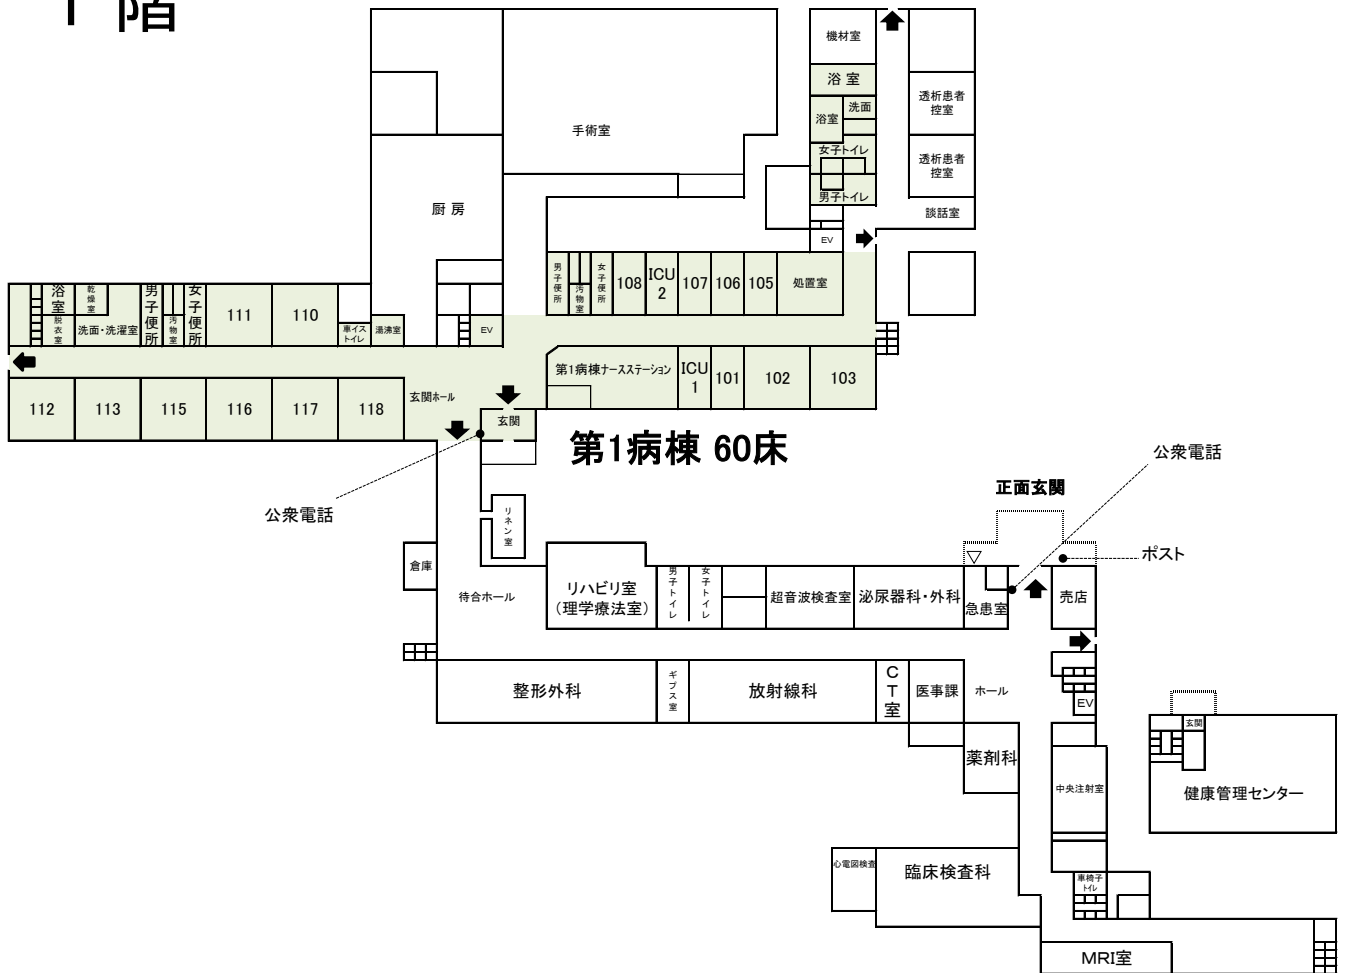 1 階
機材室
浴 室
浴室
洗面
女子トイレ
男子トイレ
EV
透析患者
控室
透析患者
控室
談話室
手術室
厨 房
男子便所
汚物室
女子便所
108
ICU
2
107
106
105
処置室
浴室
乾燥室
脱衣室
洗面・洗濯室
男子便所
汚物室
女子便所
111
110
車イス
トイレ
湯沸室
EV
第1病棟ナースステーション
ICU
1
101
102
103
112
113
115
116
117
118
玄関ホール
玄関
第1病棟 60床
公衆電話
公衆電話
正面玄関
ポスト
リネン室
倉庫
待合ホール
リハビリ室
(理学療法室)
男子トイレ
女子トイレ
超音波検査室
泌尿器科・外科
急患室
売店
整形外科
ギプス室
放射線科
CT室
医事課
ホール
EV
薬剤科
中央注射室
玄関
健康管理センター
心電図検査
臨床検査科
車椅子
トイレ
MRI室